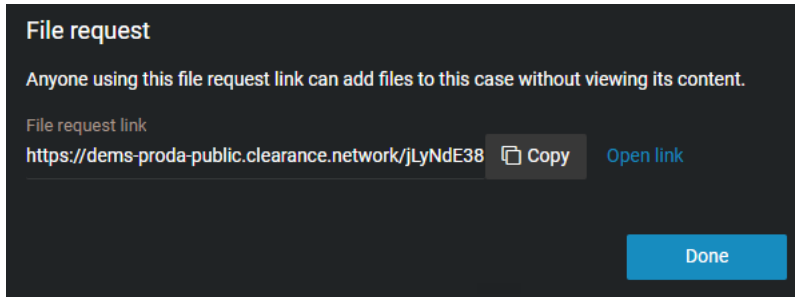 File request
Anyone using this file request link can add files to this case without viewing its content.
File request link
https://dems-proda-public.clearance.network/jLyNdE38 Copy Open link
Done